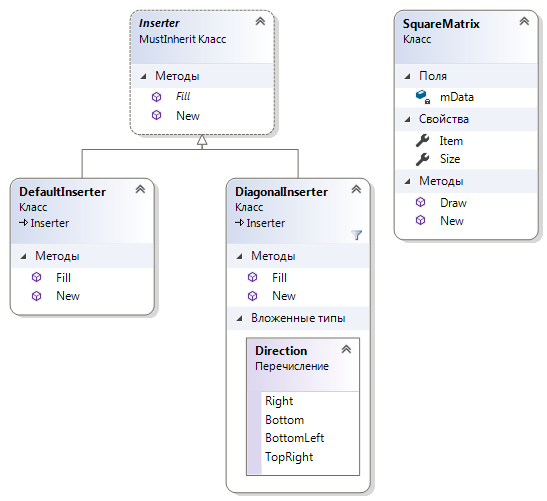 Inserter
MustInherit Класс
Методы
Fill
New
SquareMatrix
Класс
Поля
mData
Свойства
Item
Size
Методы
Draw
New
DefaultInserter
Класс
Inserter
Методы
Fill
New
DiagonalInserter
Класс
Inserter
Методы
Fill
New
Вложенные типы
Direction
Перечисление
Right
Bottom
BottomLeft
TopRight